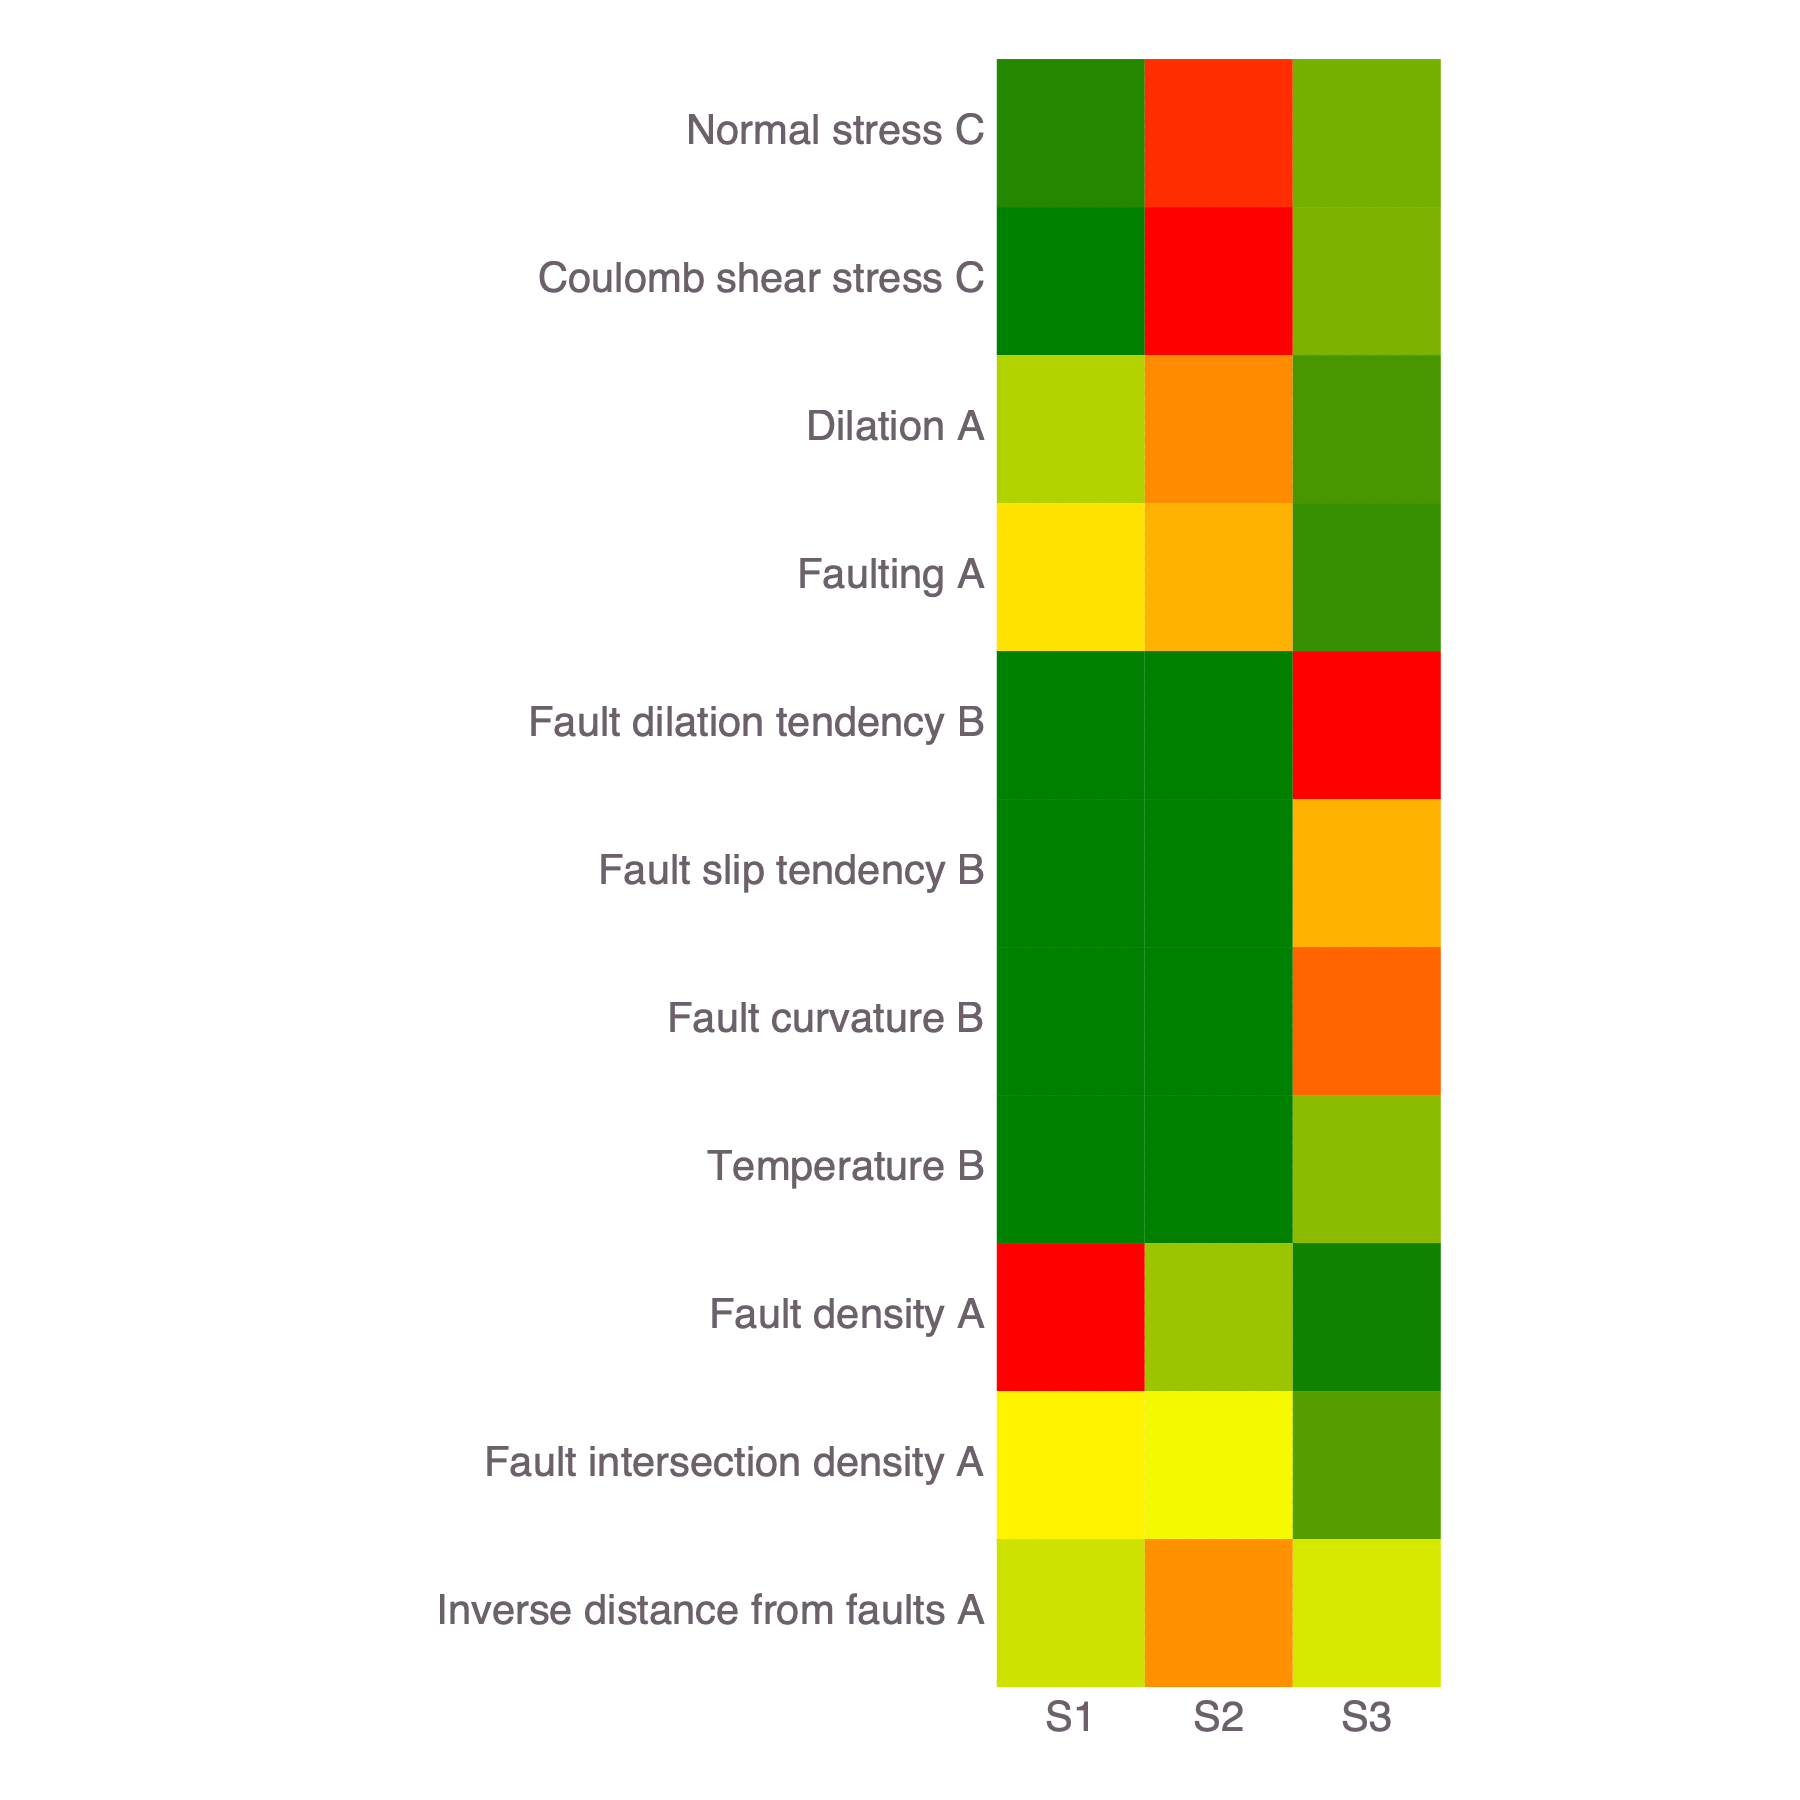 Normal stress C
Coulomb shear stress C
Dilation A
Faulting A
Fault dilation tendency B
Fault slip tendency B
Fault curvature B
Temperature B
Fault density A
Fault intersection density A
Inverse distance from faults A
S1 S2 S3